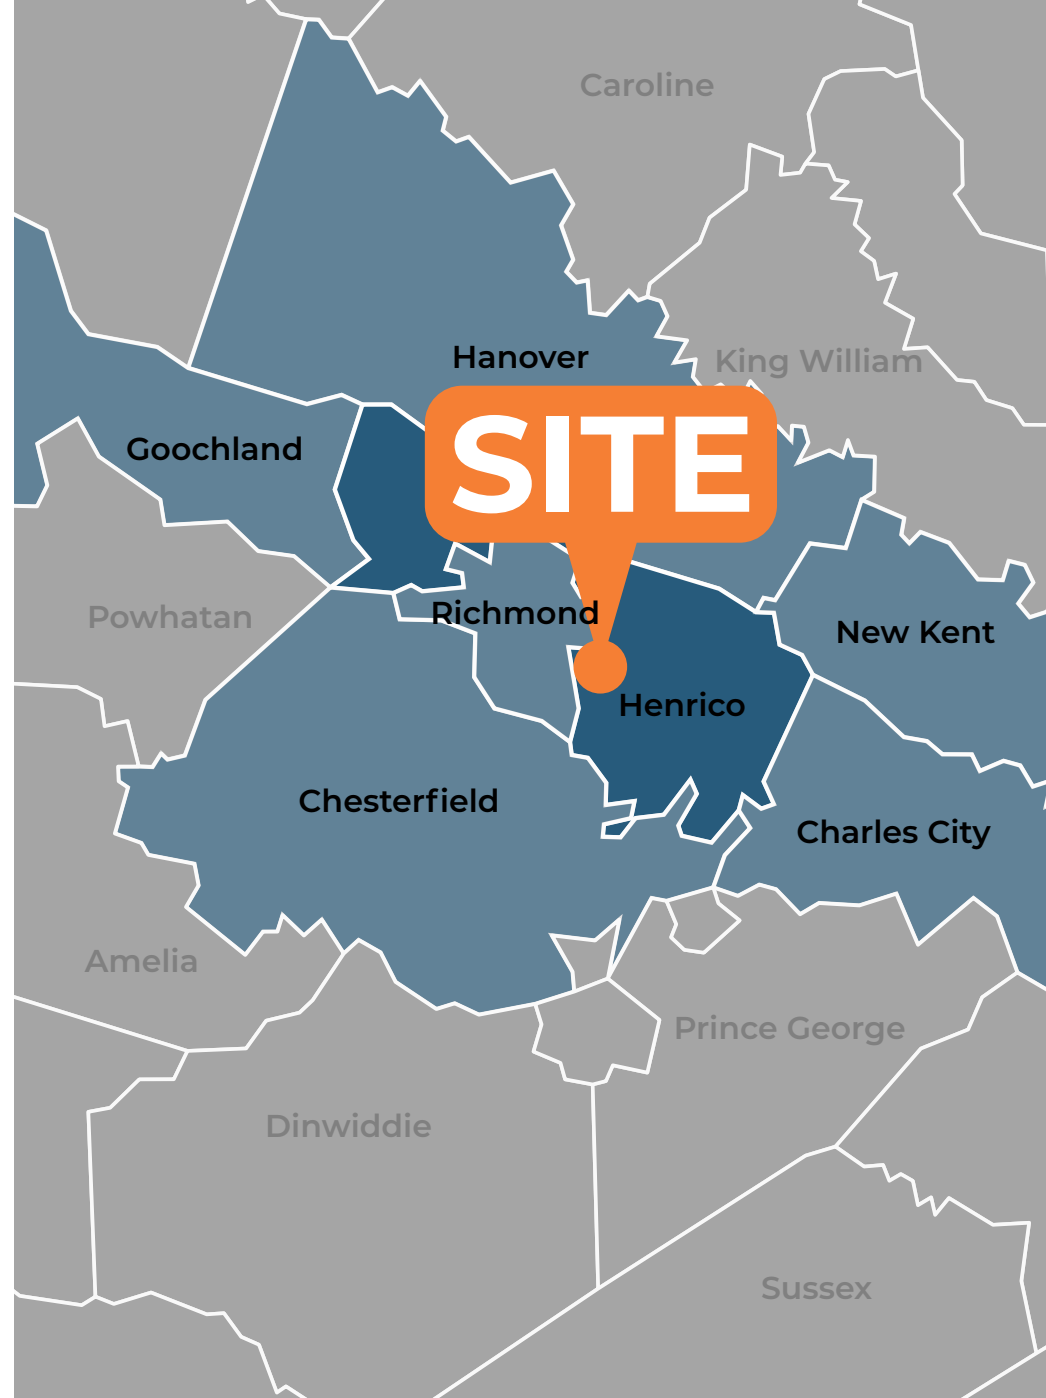 Caroline
Hanover
King William
Goochland
SITE
Powhatan
Richmond
New Kent
Henrico
Chesterfield
Charles City
Amelia
Prince George
Dinwiddie
Sussex